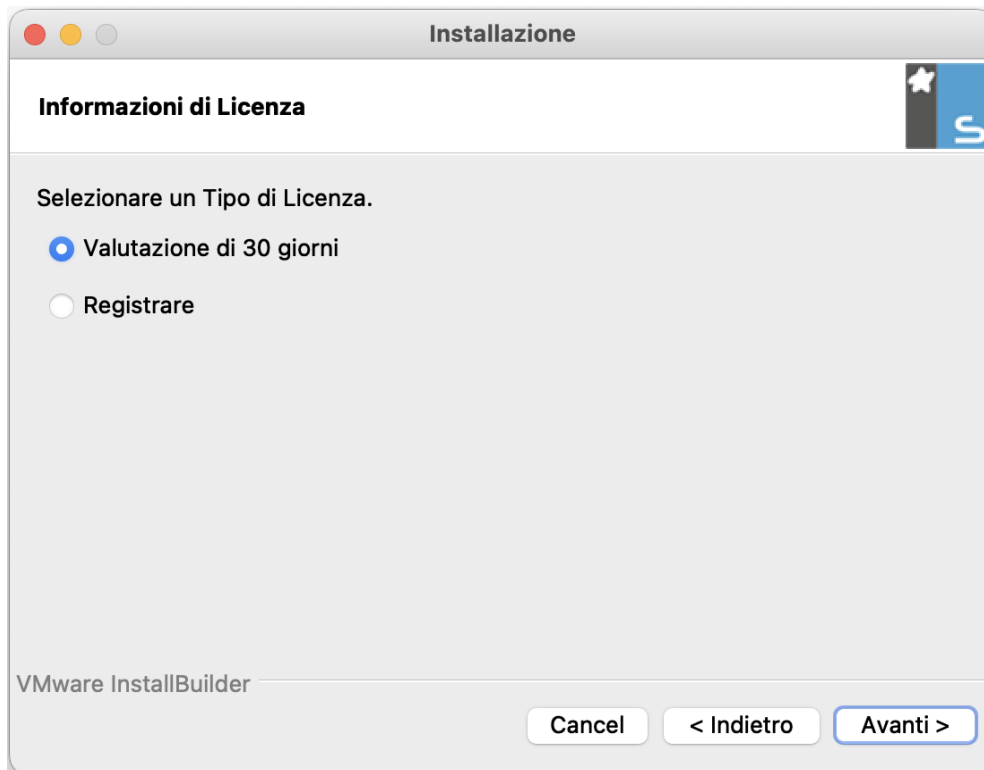 Installazione
Informazioni di Licenza
S
Selezionare un Tipo di Licenza.
Valutazione di 30 giorni
Registrare
VMware InstallBuilder
Cancel
< Indietro
Avanti >